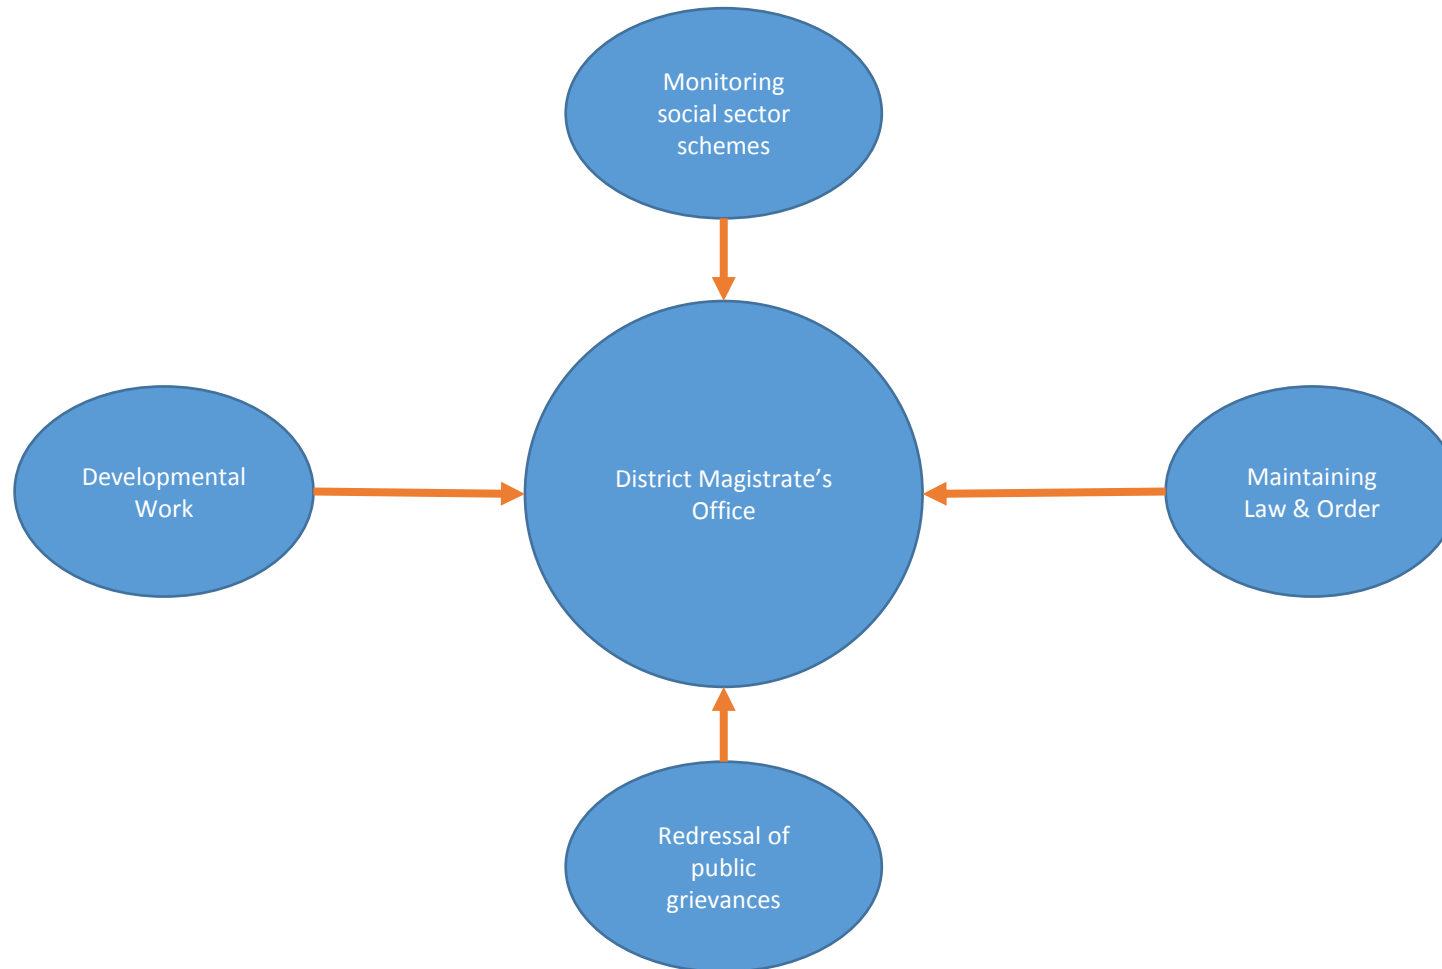 Monitoring
social sector
schemes
Developmental
Work
District Magistrate’s
Office
Maintaining
Law & Order
Redressal of
public
grievances